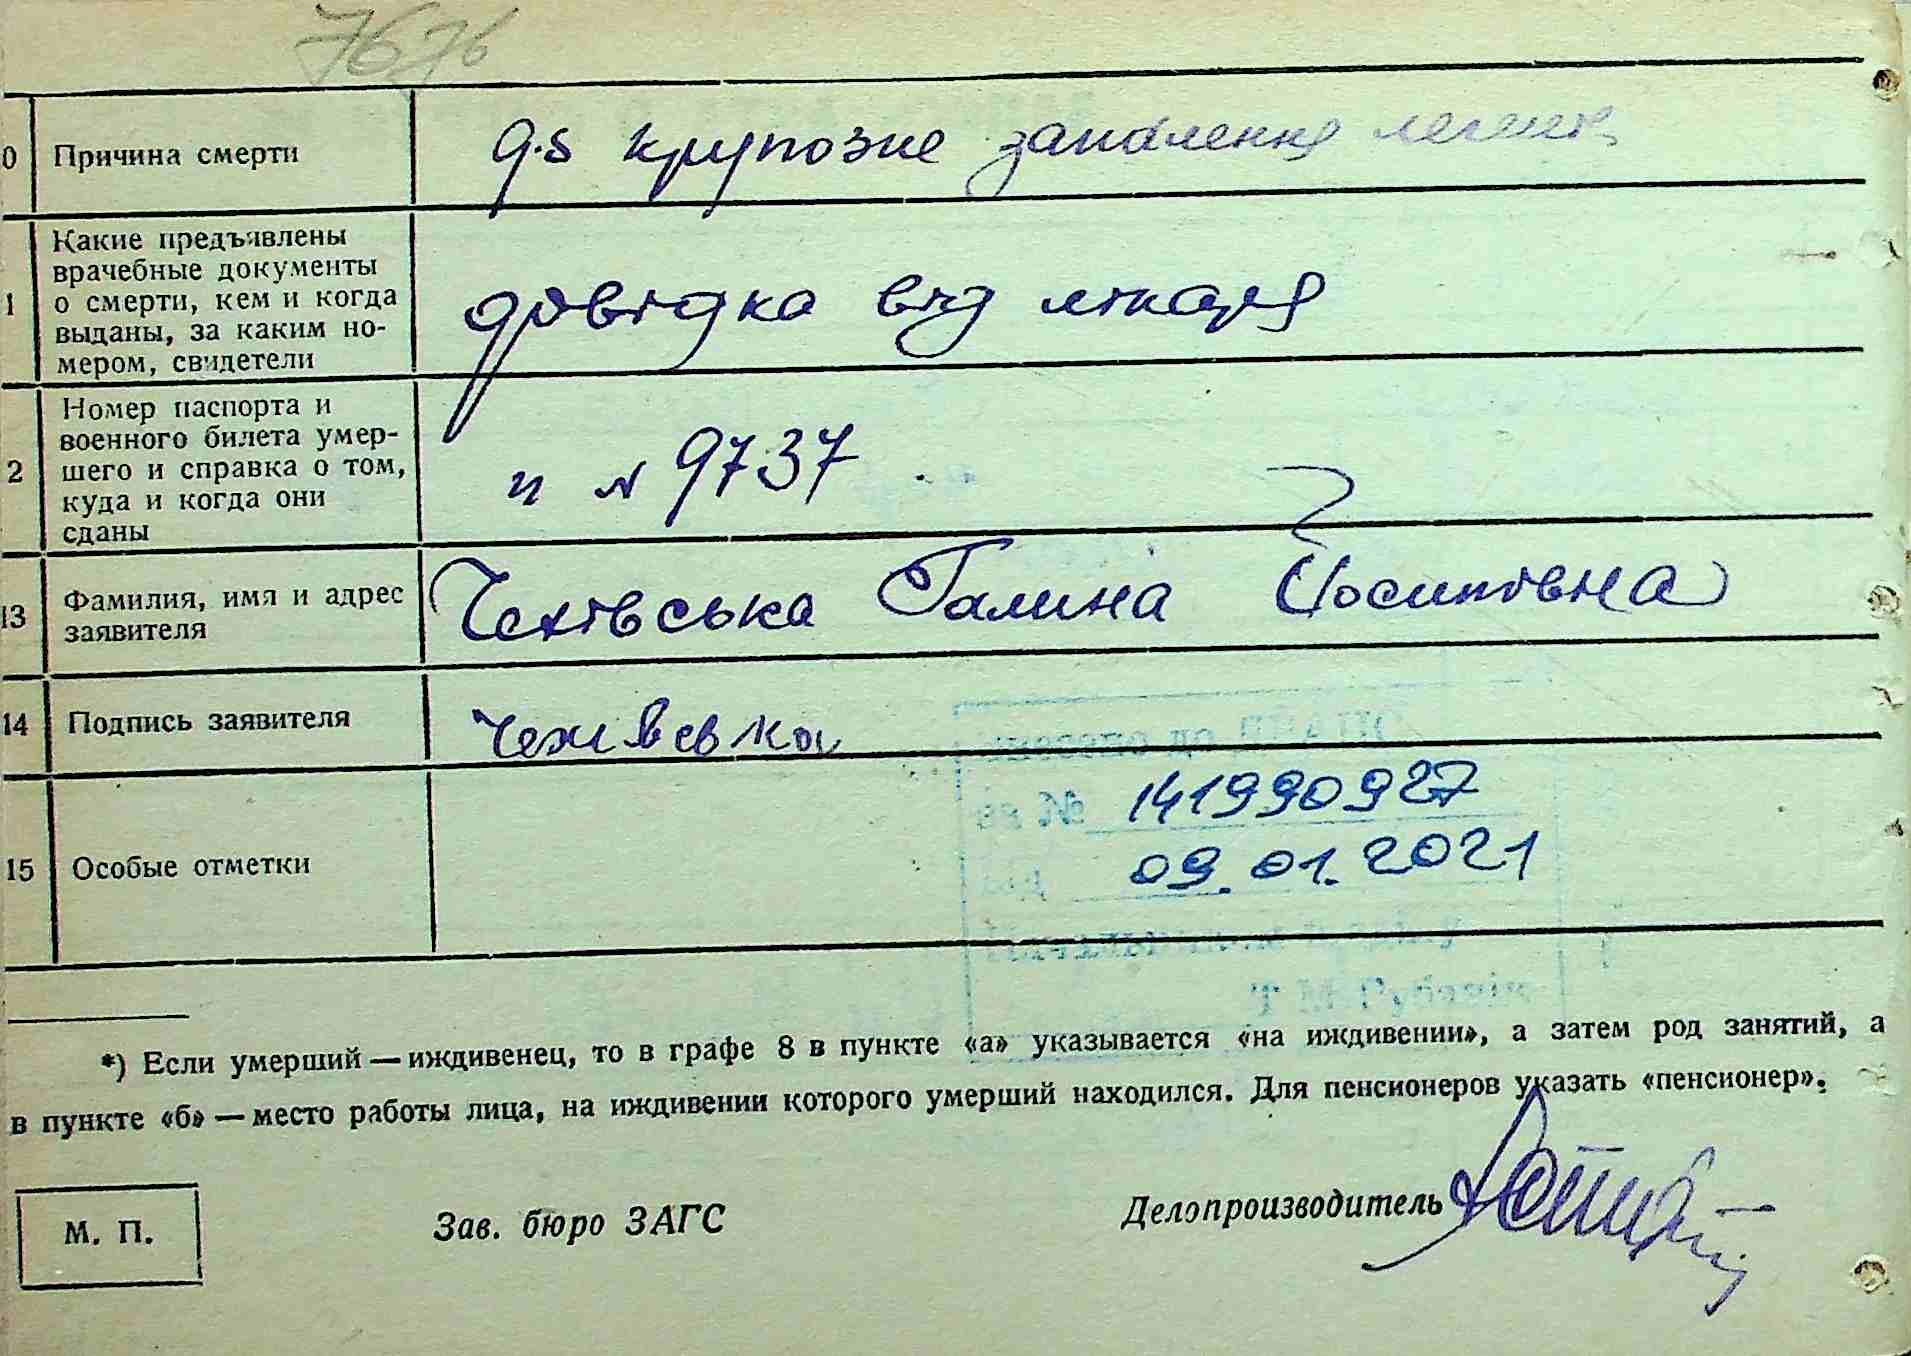 7676
0 Причина смерти
ds крупозне запалення легень
1 Какие предъявлены
врачебные документы
о смерти, кем и когда
выданы, за каким но-
мером, свидетели
довідка від лікаря
2 Номер паспорта и
военного билета умер-
шего и справка о том,
куда и когда они
сданы
п № 9737
13 Фамилия, имя и адрес
заявителя
Чехівська Галина Йосипівна
14 Подпись заявителя
Чехівська
15 Особые отметки
за № 141990927
від 09.01.2021
Т М Губаник
*) Если умерший — иждивенец, то в графе 8 в пункте «а» указывается «на иждивении», а затем род занятий, а
в пункте «б» — место работы лица, на иждивении которого умерший находился. Для пенсионеров указать «пенсионер».
М. П.
Зав. бюро ЗАГС
Делопроизводитель